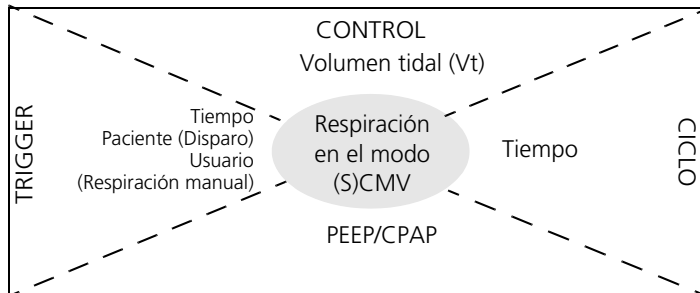 CONTROL
Volumen tidal (Vt)
TRIGGER
Tiempo
Paciente (Disparo)
Usuario
(Respiración manual)
Respiración
en el modo
(S)CMV
Tiempo
CICLO
PEEP/CPAP